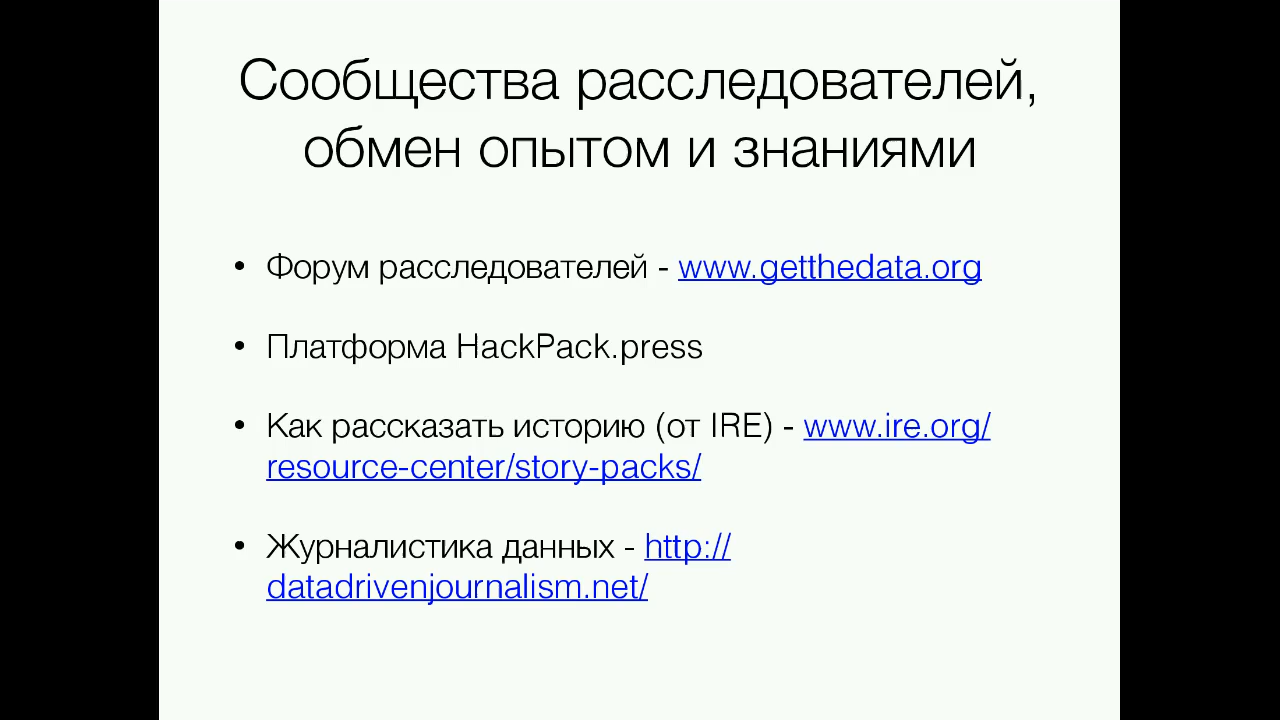 Сообщества расследователей,
обмен опытом и знаниями
• Форум расследователей - www.getthedata.org
• Платформа HackPack.press
• Как рассказать историю (от IRE) - www.ire.org/
resource-center/story-packs/
• Журналистика данных - http://
datadrivenjournalism.net/